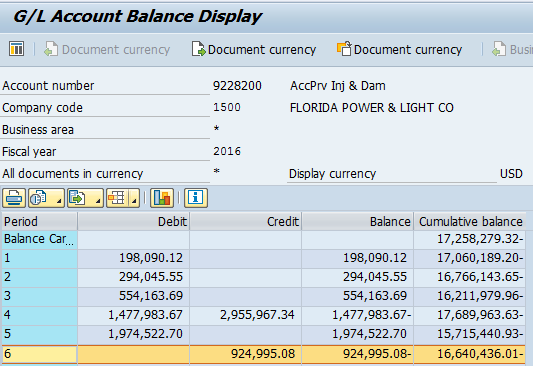 G/L Account Balance Display
Document currency Document currency Document currency Busi
Account number 9228200 AccPrv Inj & Dam
Company code 1500 FLORIDA POWER & LIGHT CO
Business area *
Fiscal year 2016
All documents in currency * Display currency USD
Period Debit Credit Balance Cumulative balance
Balance Car... 17,258,279.32-
1 198,090.12 198,090.12 17,060,189.20-
2 294,045.55 294,045.55 16,766,143.65-
3 554,163.69 554,163.69 16,211,979.96-
4 1,477,983.67 2,955,967.34 1,477,983.67- 17,689,963.63-
5 1,974,522.70 1,974,522.70 15,715,440.93-
6 924,995.08 924,995.08- 16,640,436.01-